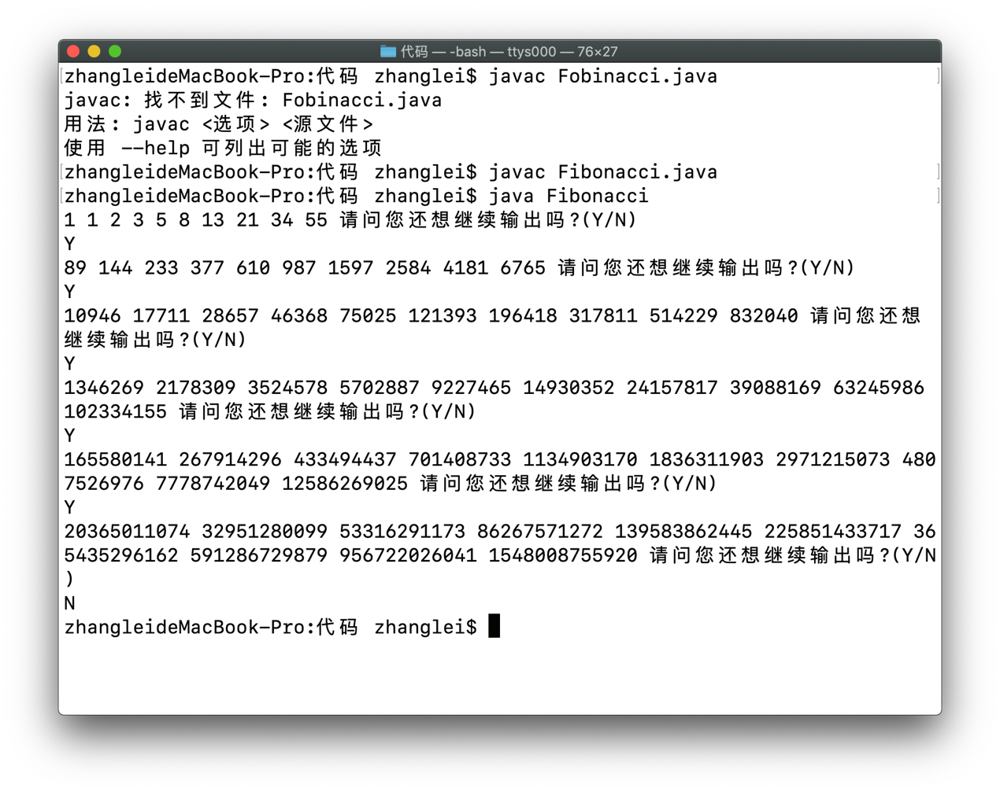 代码 — -bash — ttys000 — 76×27
zhangleideMacBook-Pro:代码 zhanglei$ javac Fobinacci.java
javac: 找不到文件: Fobinacci.java
用法: javac <选项> <源文件>
使用 --help 可列出可能的选项
zhangleideMacBook-Pro:代码 zhanglei$ javac Fibonacci.java
zhangleideMacBook-Pro:代码 zhanglei$ java Fibonacci
1 1 2 3 5 8 13 21 34 55 请问您还想继续输出吗?(Y/N)
Y
89 144 233 377 610 987 1597 2584 4181 6765 请问您还想继续输出吗?(Y/N)
Y
10946 17711 28657 46368 75025 121393 196418 317811 514229 832040 请问您还想
继续输出吗?(Y/N)
Y
1346269 2178309 3524578 5702887 9227465 14930352 24157817 39088169 63245986
102334155 请问您还想继续输出吗?(Y/N)
Y
165580141 267914296 433494437 701408733 1134903170 1836311903 2971215073 480
7526976 7778742049 12586269025 请问您还想继续输出吗?(Y/N)
Y
20365011074 32951280099 53316291173 86267571272 139583862445 225851433717 36
5435296162 591286729879 956722026041 1548008755920 请问您还想继续输出吗?(Y/N
)
N
zhangleideMacBook-Pro:代码 zhanglei$